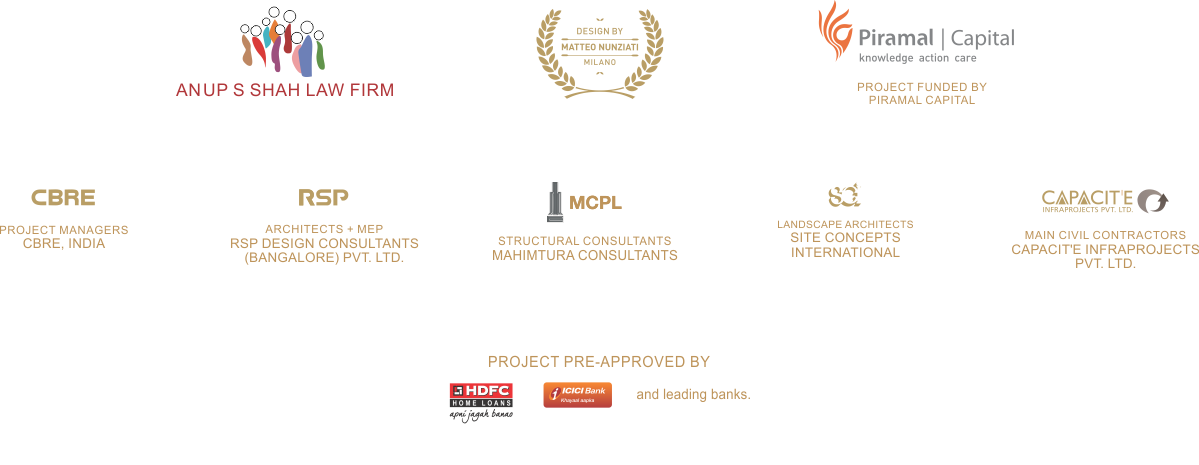 ANUP S SHAH LAW FIRM
DESIGN BY
MATTEO NUNZIATI
MILANO
Piramal | Capital
knowledge action care
PROJECT FUNDED BY
PIRAMAL CAPITAL
CBRE
PROJECT MANAGERS
CBRE, INDIA
RSP
ARCHITECTS + MEP
RSP DESIGN CONSULTANTS
(BANGALORE) PVT. LTD.
MCPL
STRUCTURAL CONSULTANTS
MAHIMTURA CONSULTANTS
LANDSCAPE ARCHITECTS
SITE CONCEPTS
INTERNATIONAL
CAPACIT'E
INFRAPROJECTS PVT. LTD.
MAIN CIVIL CONTRACTORS
CAPACIT'E INFRAPROJECTS
PVT. LTD.
PROJECT PRE-APPROVED BY
HDFC
HOME LOANS
apni jagah banao
ICICI Bank
Khayaal aapka
and leading banks.